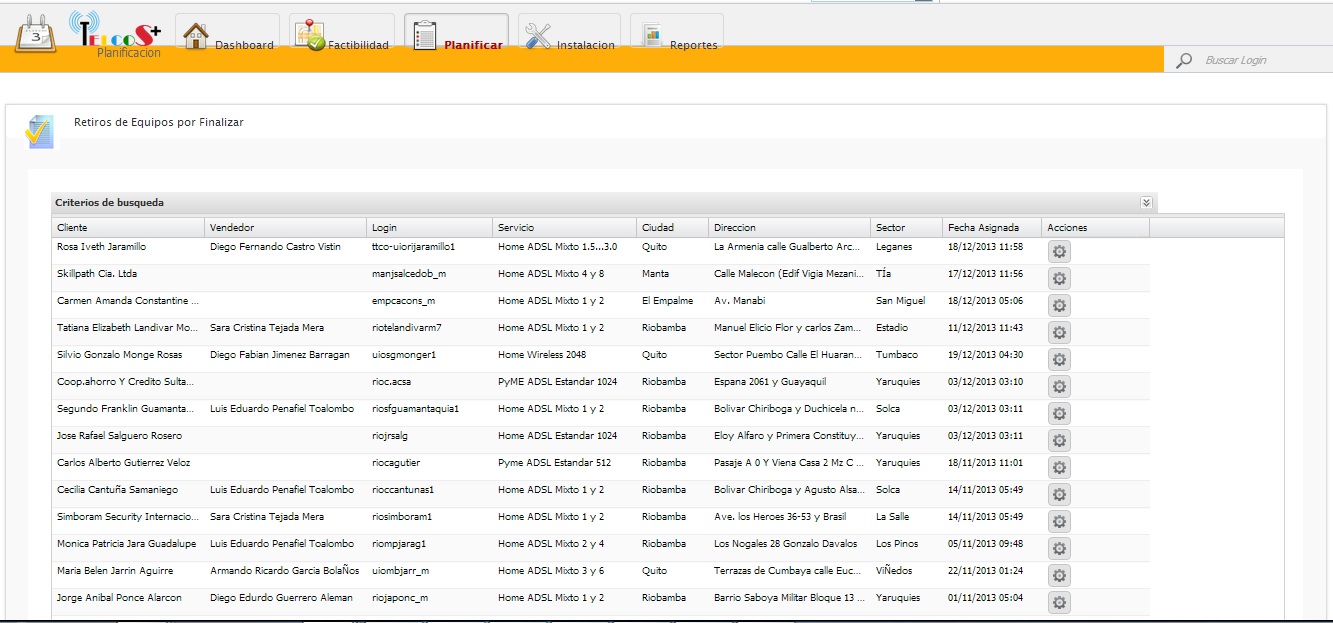 3
TELCOS+
Planificacion
Dashboard
Factibilidad
Planificar
Instalacion
Reportes
Buscar Login
Retiros de Equipos por Finalizar
Criterios de busqueda
Cliente Vendedor Login Servicio Ciudad Direccion Sector Fecha Asignada Acciones
Rosa Iveth Jaramillo Diego Fernando Castro Vistin ttco-uiorijaramillo1 Home ADSL Mixto 1.5...3.0 Quito La Armenia calle Gualberto Arc... Leganes 18/12/2013 11:58
Skillpath Cia. Ltda manjsalcedob_m Home ADSL Mixto 4 y 8 Manta Calle Malecon (Edif Vigia Mezani... TÍa 17/12/2013 11:56
Carmen Amanda Constantine ... empcacons_m Home ADSL Mixto 1 y 2 El Empalme Av. Manabi San Miguel 18/12/2013 05:06
Tatiana Elizabeth Landivar Mo... Sara Cristina Tejada Mera riotelandivarm7 Home ADSL Mixto 1 y 2 Riobamba Manuel Elicio Flor y carlos Zam... Estadio 11/12/2013 11:43
Silvio Gonzalo Monge Rosas Diego Fabian Jimenez Barragan uiosgmonger1 Home Wireless 2048 Quito Sector Puembo Calle El Huaran... Tumbaco 19/12/2013 04:30
Coop.ahorro Y Credito Sulta... rioc.acsa PyME ADSL Estandar 1024 Riobamba Espana 2061 y Guayaquil Yaruquies 03/12/2013 03:10
Segundo Franklin Guamanta... Luis Eduardo Penafiel Toalombo riosfguamantaquia1 Home ADSL Mixto 1 y 2 Riobamba Bolivar Chiriboga y Duchicela n... Solca 03/12/2013 03:11
Jose Rafael Salguero Rosero riojrsalg Home ADSL Estandar 1024 Riobamba Eloy Alfaro y Primera Constituy... Yaruquies 03/12/2013 03:11
Carlos Alberto Gutierrez Veloz riocagutier Pyme ADSL Estandar 512 Riobamba Pasaje A 0 Y Viena Casa 2 Mz C ... Yaruquies 18/11/2013 11:01
Cecilia Cantuña Samaniego Luis Eduardo Penafiel Toalombo rioccantunas1 Home ADSL Mixto 1 y 2 Riobamba Bolivar Chiriboga y Agusto Alsa... Solca 14/11/2013 05:49
Simboram Security Internacio... Sara Cristina Tejada Mera riosimboram1 Home ADSL Mixto 1 y 2 Riobamba Ave. los Heroes 36-53 y Brasil La Salle 14/11/2013 05:49
Monica Patricia Jara Guadalupe Luis Eduardo Penafiel Toalombo riompjarag1 Home ADSL Mixto 2 y 4 Riobamba Los Nogales 28 Gonzalo Davalos Los Pinos 05/11/2013 09:48
Maria Belen Jarrin Aguirre Armando Ricardo Garcia BolaÑos uiombjarr_m Home ADSL Mixto 3 y 6 Quito Terrazas de Cumbaya calle Euc... ViÑedos 22/11/2013 01:24
Jorge Anibal Ponce Alarcon Diego Edurdo Guerrero Aleman riojaponc_m Home ADSL Mixto 1 y 2 Riobamba Barrio Saboya Militar Bloque 13 ... Yaruquies 01/11/2013 05:04